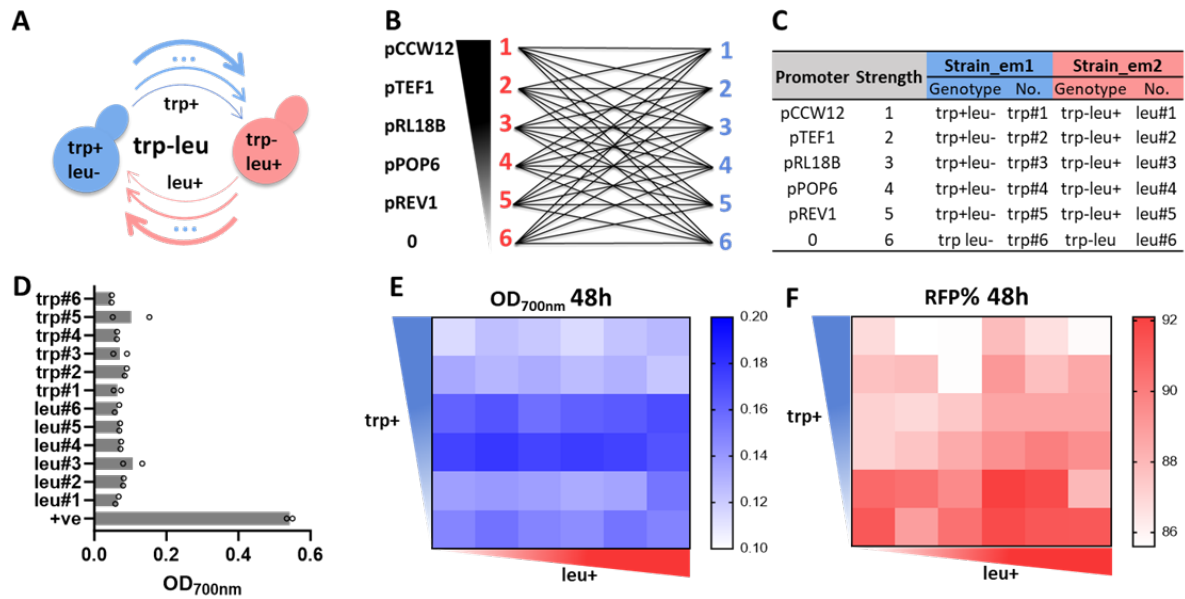 A
trp+
trp+
leu-
trp-leu
trp-
leu+
leu+
B
pCCW12 1 1
pTEF1 2 2
pRL18B 3 3
pPOP6 4 4
pREV1 5 5
0 6 6
C
Promoter Strength Strain_em1 Strain_em2
Genotype No. Genotype No.
pCCW12 1 trp+leu- trp#1 trp-leu+ leu#1
pTEF1 2 trp+leu- trp#2 trp-leu+ leu#2
pRL18B 3 trp+leu- trp#3 trp-leu+ leu#3
pPOP6 4 trp+leu- trp#4 trp-leu+ leu#4
pREV1 5 trp+leu- trp#5 trp-leu+ leu#5
0 6 trp leu- trp#6 trp-leu leu#6
D
trp#6
trp#5
trp#4
trp#3
trp#2
trp#1
leu#6
leu#5
leu#4
leu#3
leu#2
leu#1
+ve
0.0 0.2 0.4 0.6
OD700nm
E
OD700nm 48h
trp+
leu+
0.20
0.18
0.16
0.14
0.12
0.10
F
RFP% 48h
trp+
leu+
92
90
88
86